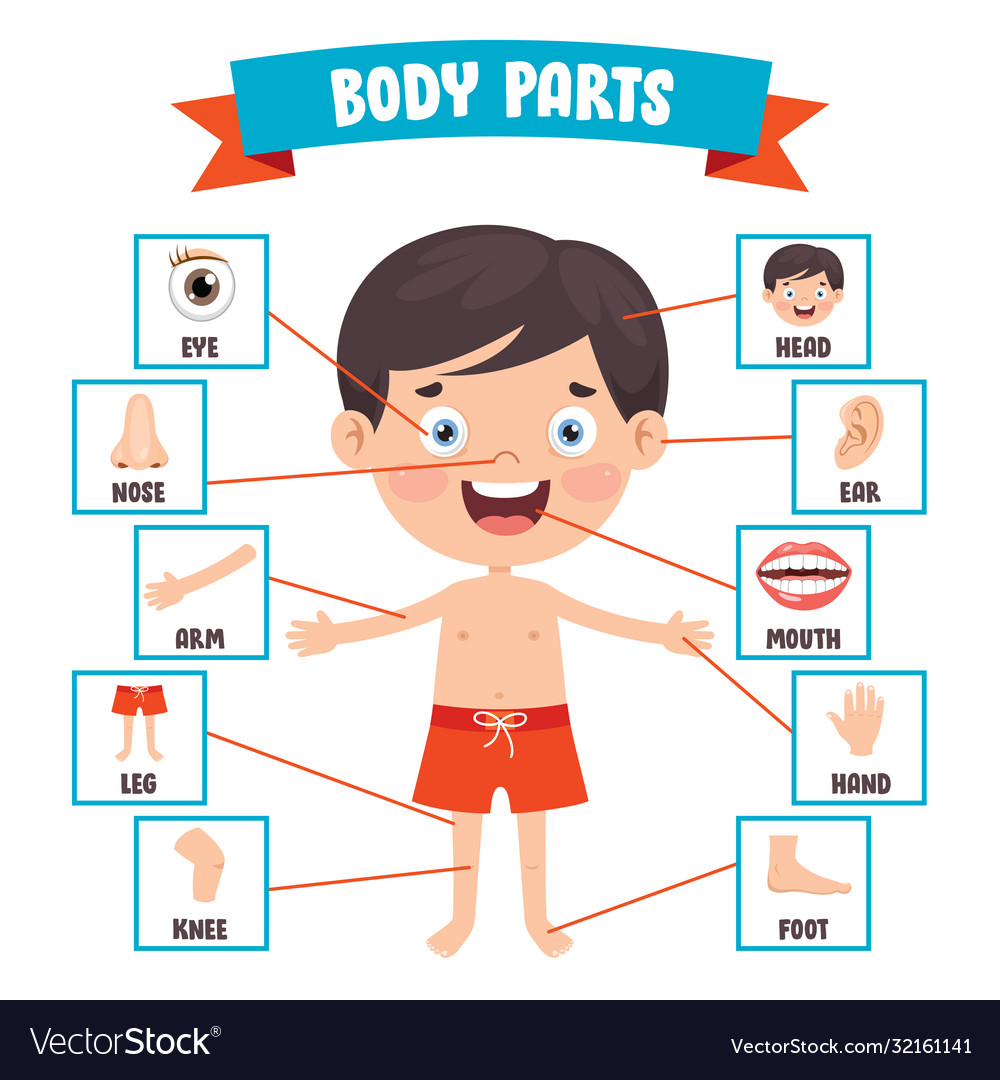 BODY PARTS
EYE
HEAD
NOSE
EAR
ARM
MOUTH
LEG
HAND
KNEE
FOOT
VectorStock®
VectorStock.com/32161141